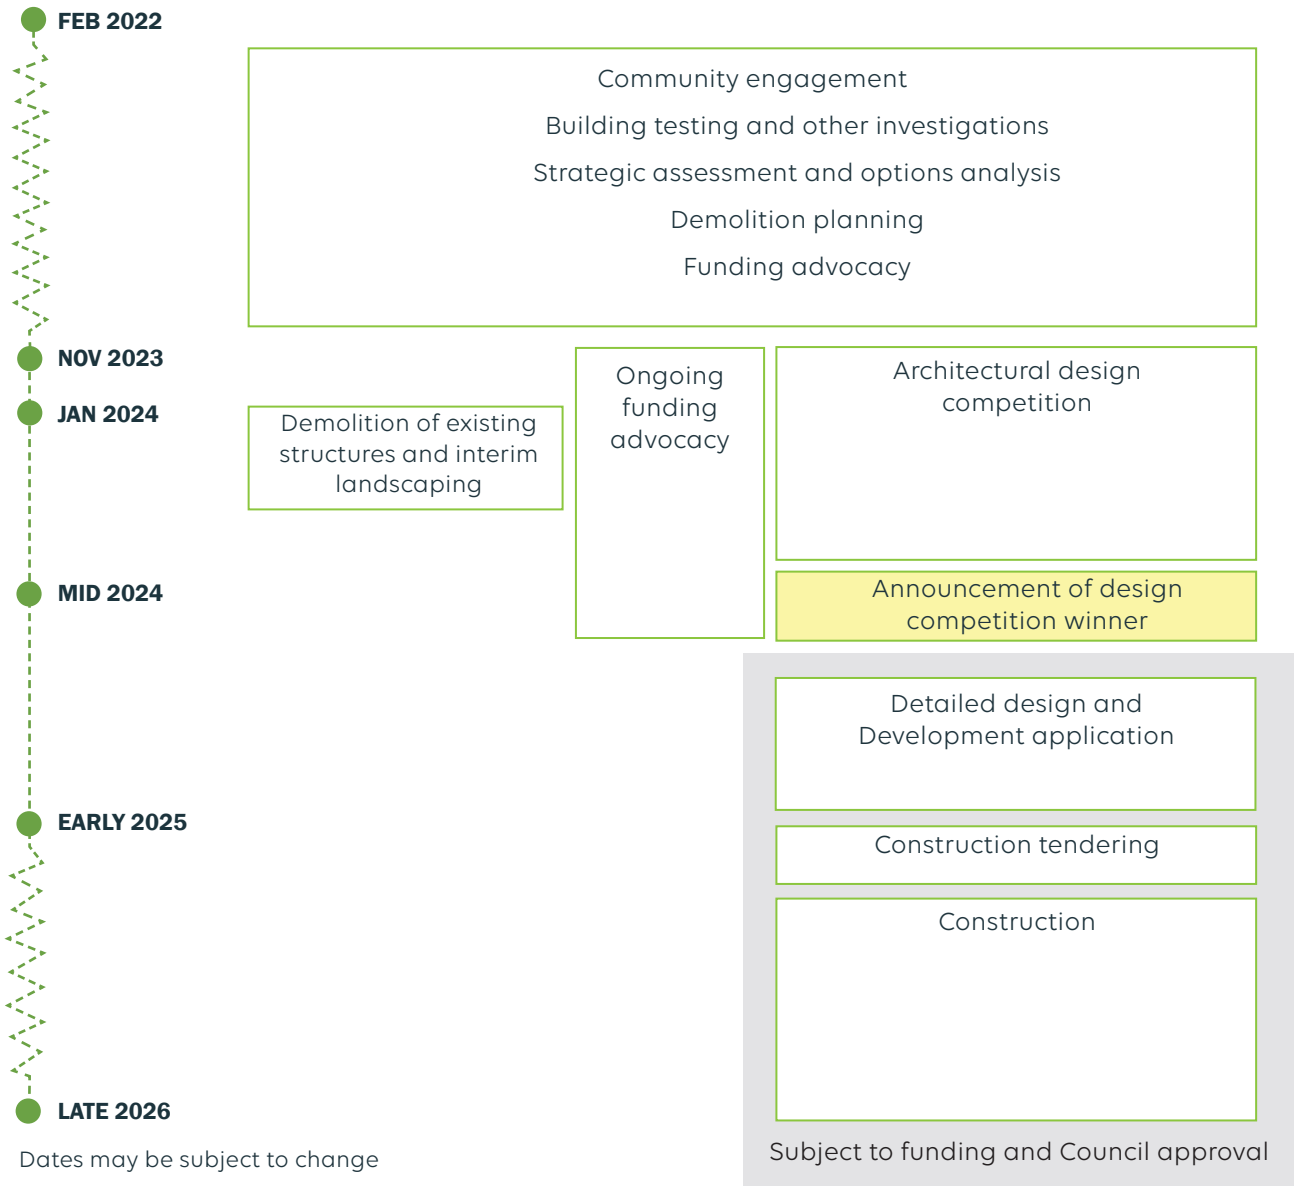 FEB 2022
Community engagement
Building testing and other investigations
Strategic assessment and options analysis
Demolition planning
Funding advocacy
NOV 2023
Ongoing
funding
advocacy
Architectural design
competition
JAN 2024
Demolition of existing
structures and interim
landscaping
MID 2024
Announcement of design
competition winner
Detailed design and
Development application
EARLY 2025
Construction tendering
Construction
LATE 2026
Dates may be subject to change
Subject to funding and Council approval